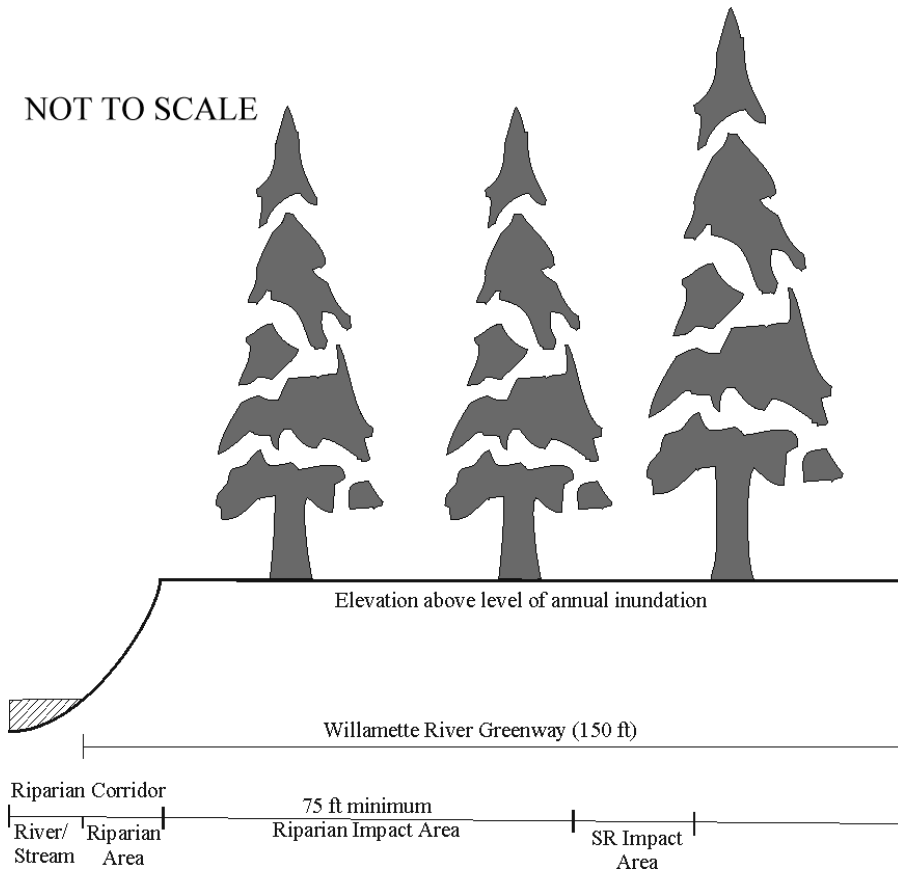 NOT TO SCALE
Elevation above level of annual inundation
Willamette River Greenway (150 ft)
Riparian Corridor
River/
Stream
Riparian
Area
75 ft minimum
Riparian Impact Area
SR Impact
Area